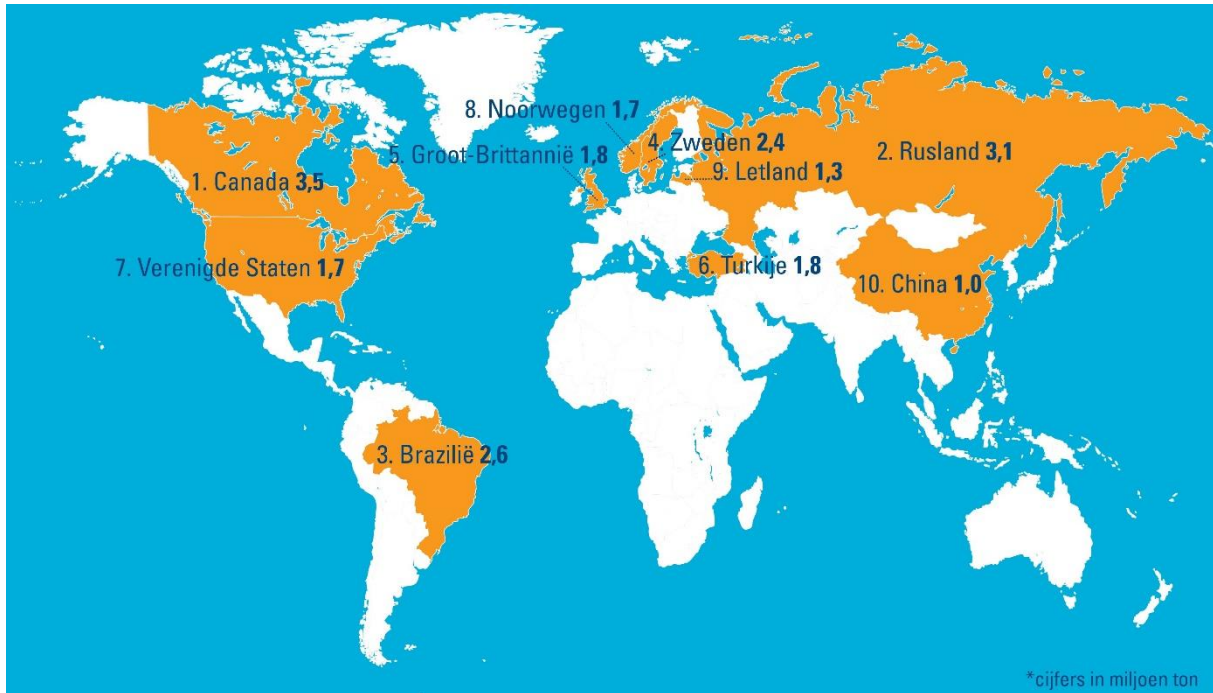 8. Noorwegen 1,7
4. Zweden 2,4
5. Groot-Brittannië 1,8
2. Rusland 3,1
9. Letland 1,3
1. Canada 3,5
7. Verenigde Staten 1,7
6. Turkije 1,8
10. China 1,0
3. Brazilië 2,6
*cijfers in miljoen ton